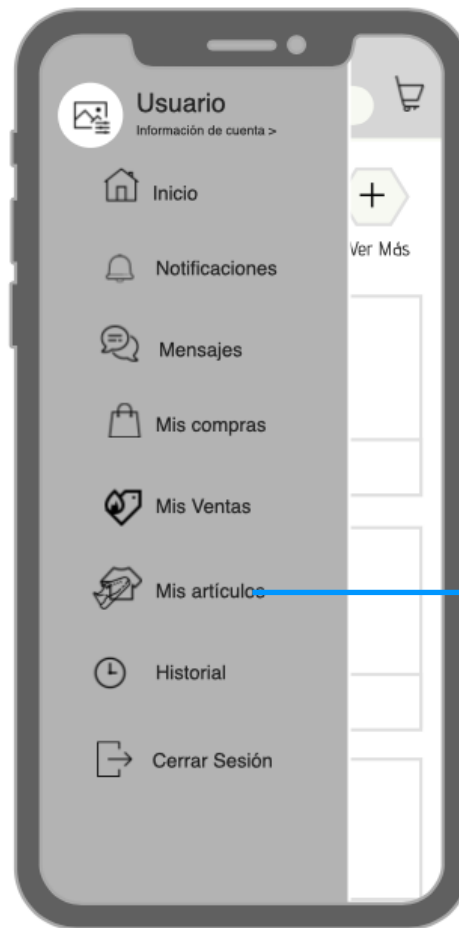 Usuario
Información de cuenta >
Inicio
Ver Más
Notificaciones
Mensajes
Mis compras
Mis Ventas
Mis artículos
Historial
Cerrar Sesión